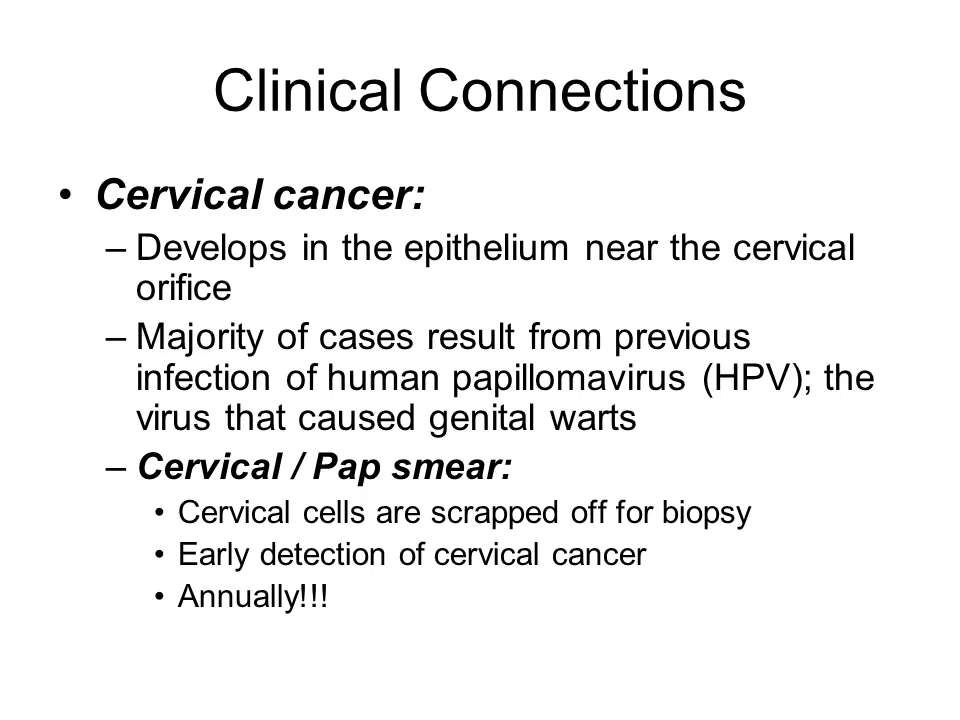 Clinical Connections
• Cervical cancer:
– Develops in the epithelium near the cervical
orifice
– Majority of cases result from previous
infection of human papillomavirus (HPV); the
virus that caused genital warts
– Cervical / Pap smear:
• Cervical cells are scrapped off for biopsy
• Early detection of cervical cancer
• Annually!!!